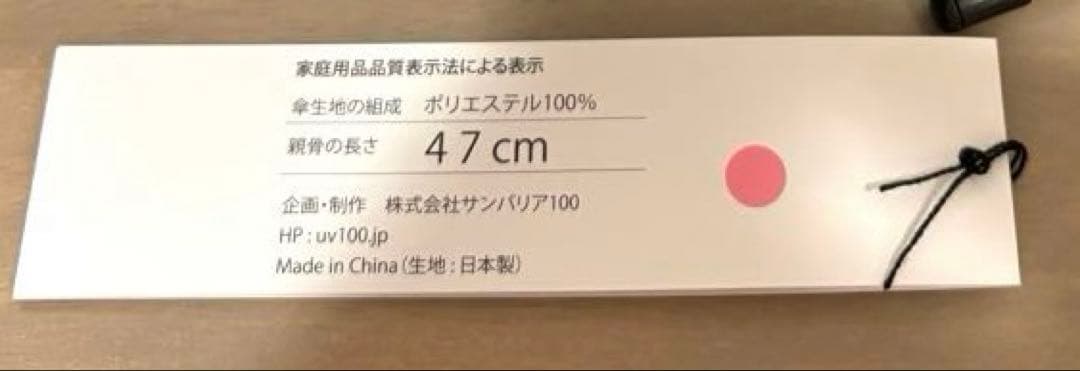 家庭用品品質表示法による表示
傘生地の組成 ポリエステル100%
親骨の長さ 47cm
企画・制作 株式会社サンバリア100
HP : uv100.jp
Made in China (生地 : 日本製)